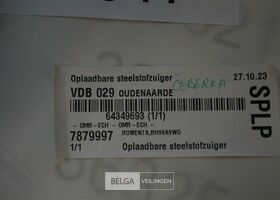 Oplaadbare steelstofzuiger
27.10.23
VDB 029 OUDENAARDE
64349693 (1/1)
- OMR-ECH - - OMR-ECH -
7879997
ROWENTA,RH99A9WO
1/1
Oplaadbare steelstofzuiger
SPLP
BELGA VEILINGEN